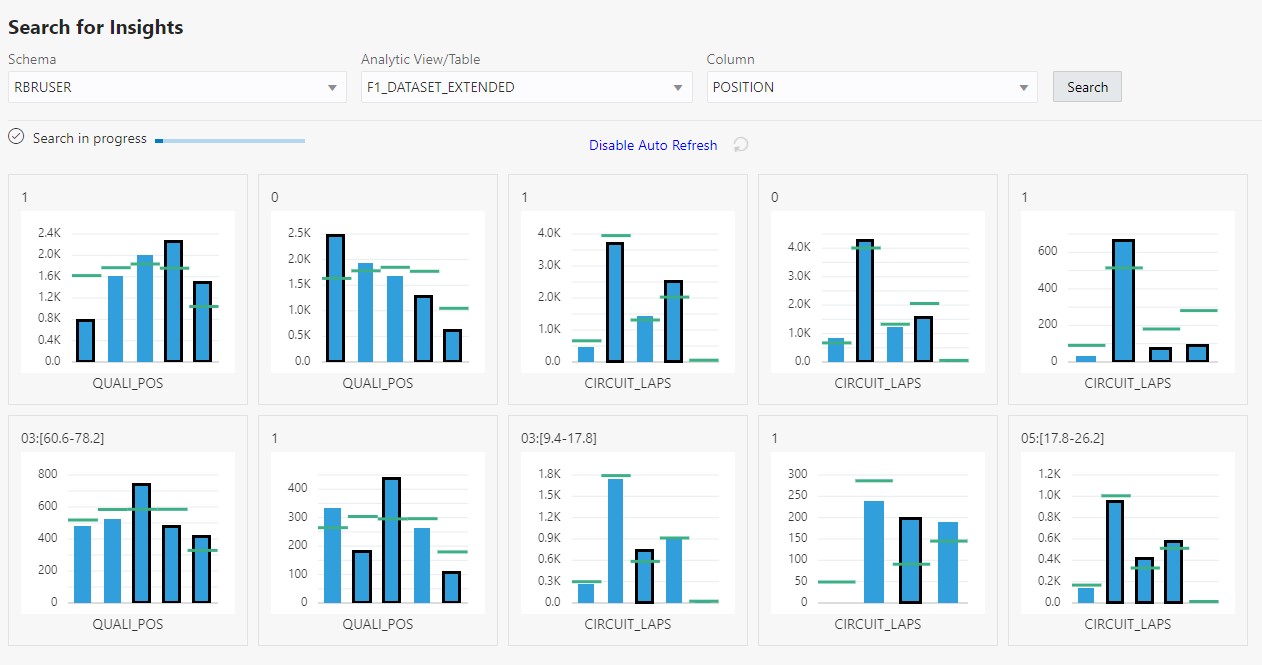 Search for Insights
Schema Analytic View/Table Column
RBRUSER F1_DATASET_EXTENDED POSITION Search
Search in progress Disable Auto Refresh
1
2.4K
2.0K
1.6K
1.2K
0.8K
0.4K
0.0
QUALI_POS
0
2.5K
2.0K
1.5K
1.0K
0.5K
0.0
QUALI_POS
1
4.0K
3.0K
2.0K
1.0K
0.0
CIRCUIT_LAPS
0
4.0K
3.0K
2.0K
1.0K
0.0
CIRCUIT_LAPS
1
600
400
200
0
CIRCUIT_LAPS
03:[60.6-78.2]
800
600
400
200
0
QUALI_POS
1
400
300
200
100
0
QUALI_POS
03:[9.4-17.8]
1.8K
1.5K
1.2K
0.9K
0.6K
0.3K
0.0
CIRCUIT_LAPS
1
300
250
200
150
100
50
0
CIRCUIT_LAPS
05:[17.8-26.2]
1.2K
1.0K
0.8K
0.6K
0.4K
0.2K
0.0
CIRCUIT_LAPS